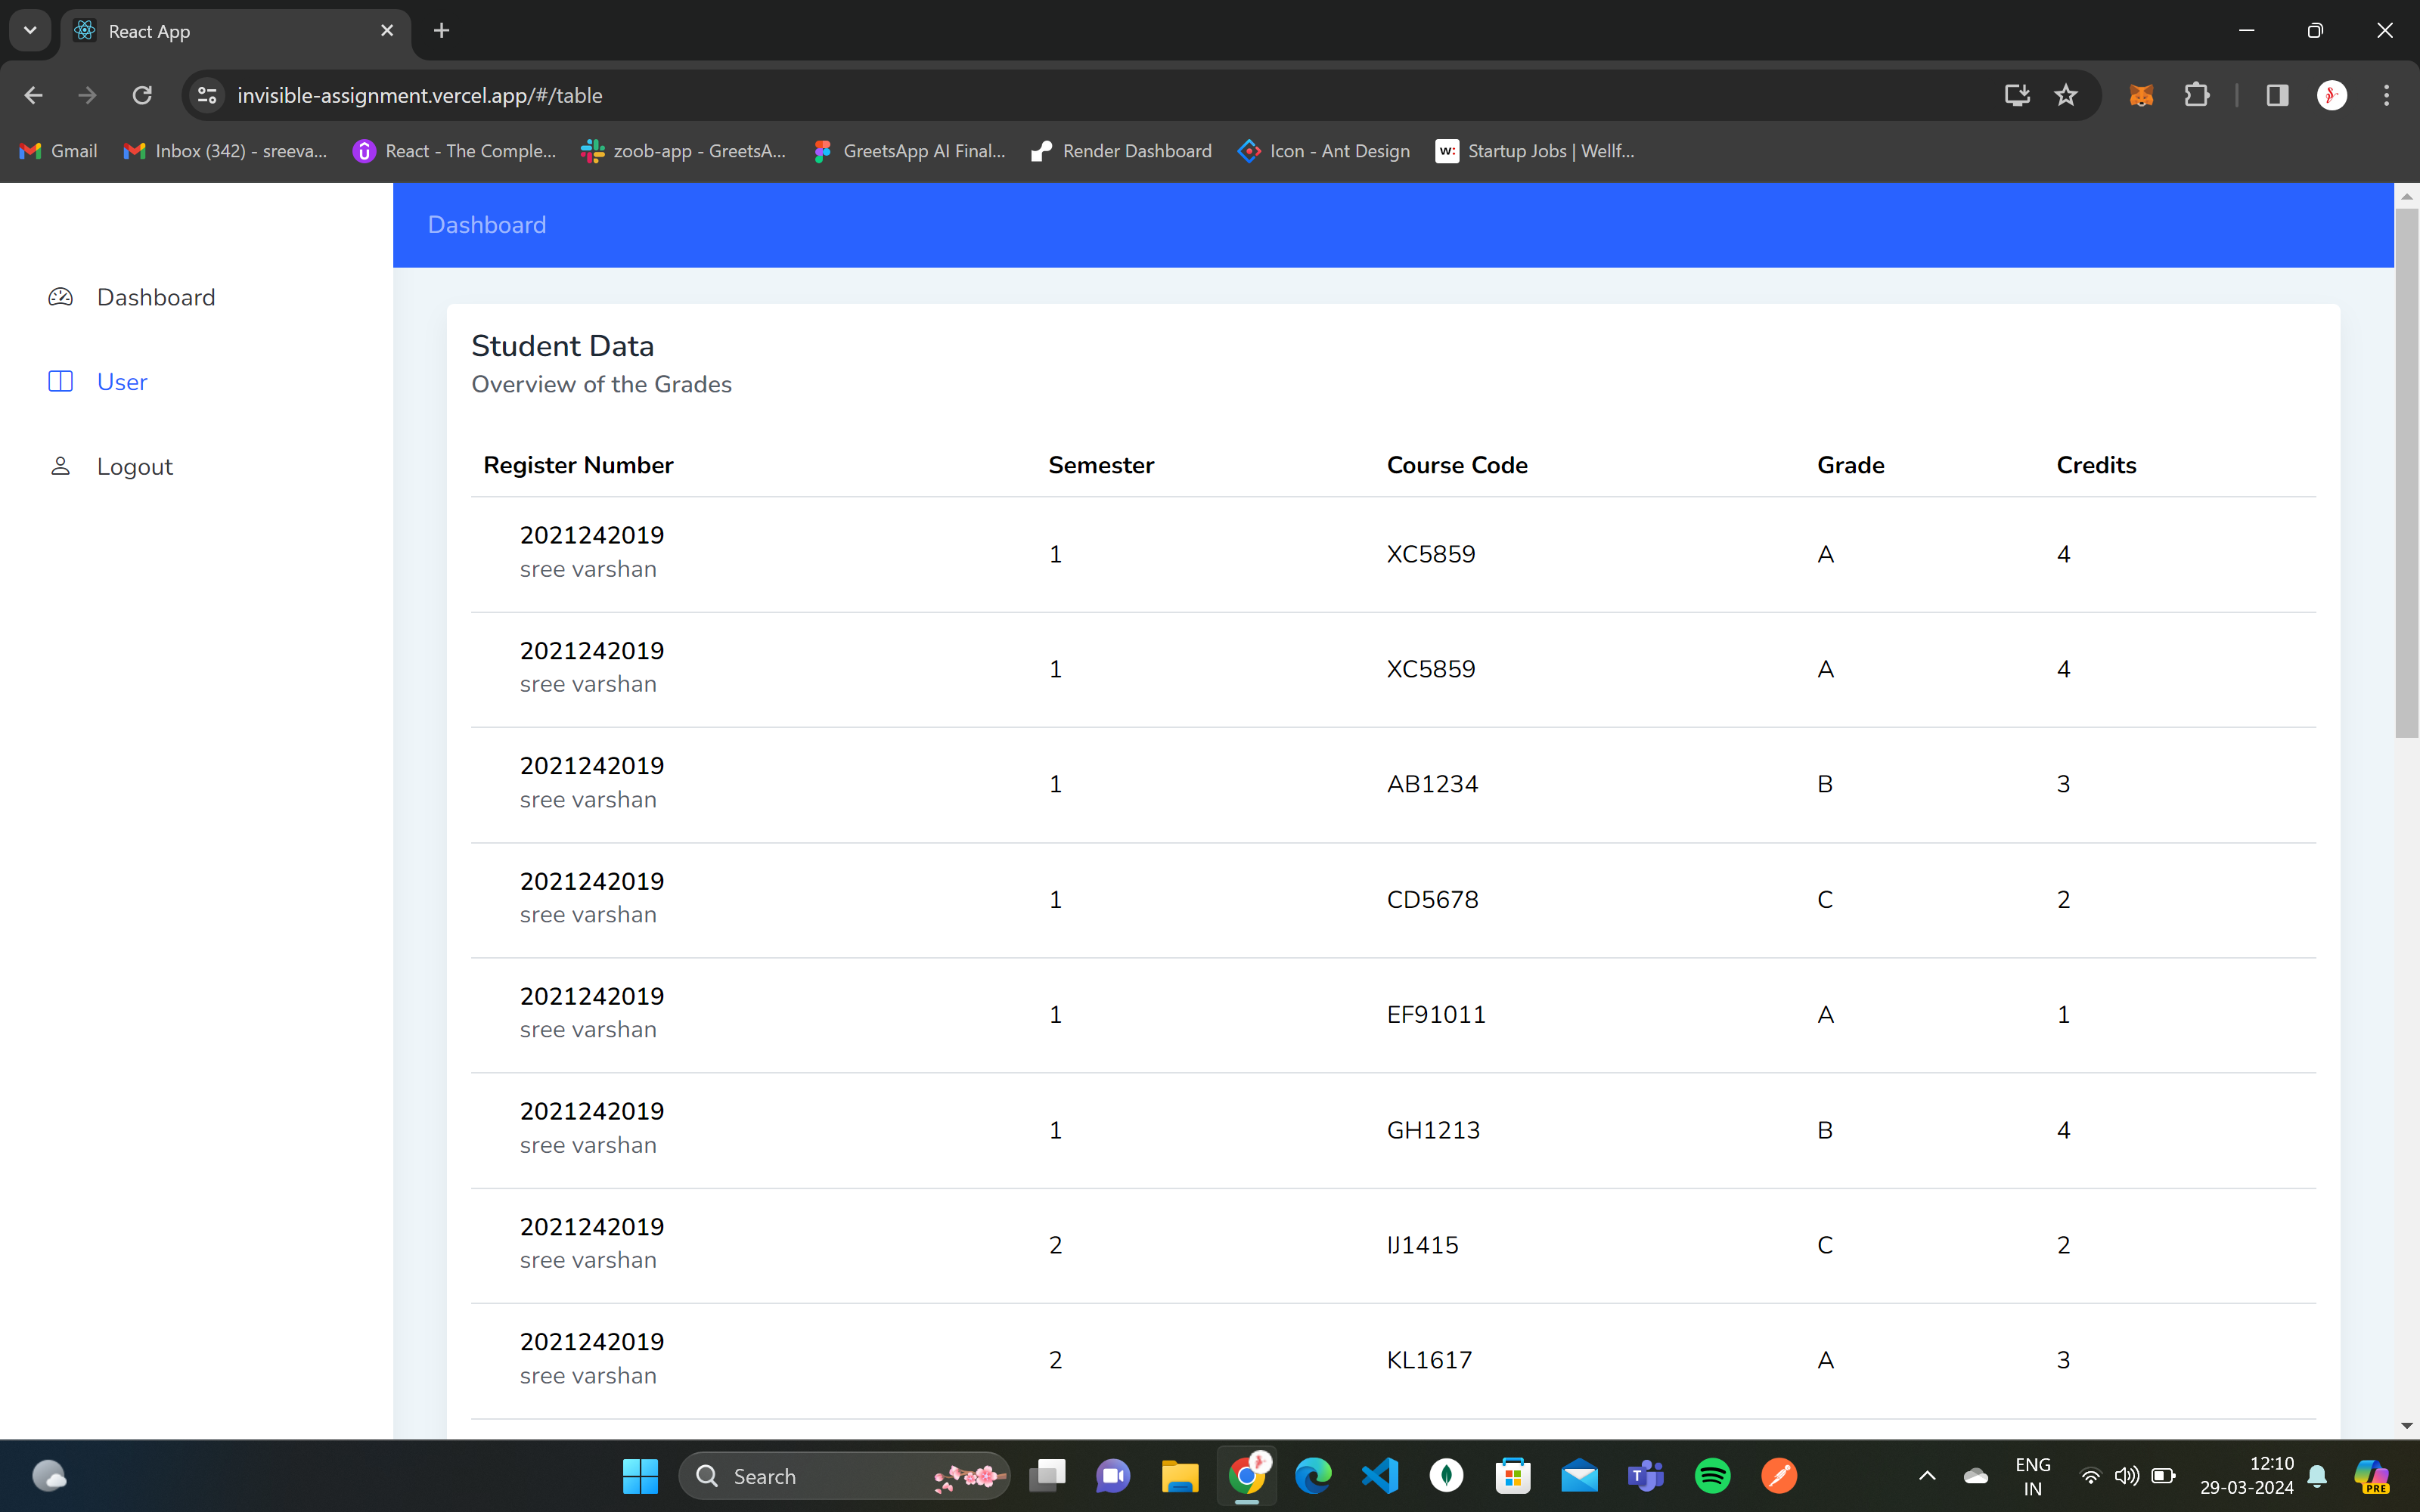 React App
invisible-assignment.vercel.app/#/table
Gmail
Inbox (342) - sreeva...
React - The Comple...
zoob-app - GreetsA...
GreetsApp AI Final...
Render Dashboard
Icon - Ant Design
w:
Startup Jobs | Wellf...
Dashboard
Dashboard
User
Logout
Student Data
Overview of the Grades
Register Number Semester Course Code Grade Credits
2021242019
sree varshan
1 XC5859 A 4
2021242019
sree varshan
1 XC5859 A 4
2021242019
sree varshan
1 AB1234 B 3
2021242019
sree varshan
1 CD5678 C 2
2021242019
sree varshan
1 EF91011 A 1
2021242019
sree varshan
1 GH1213 B 4
2021242019
sree varshan
2 IJ1415 C 2
2021242019
sree varshan
2 KL1617 A 3
Search
ENG
IN
12:10
29-03-2024
PRE